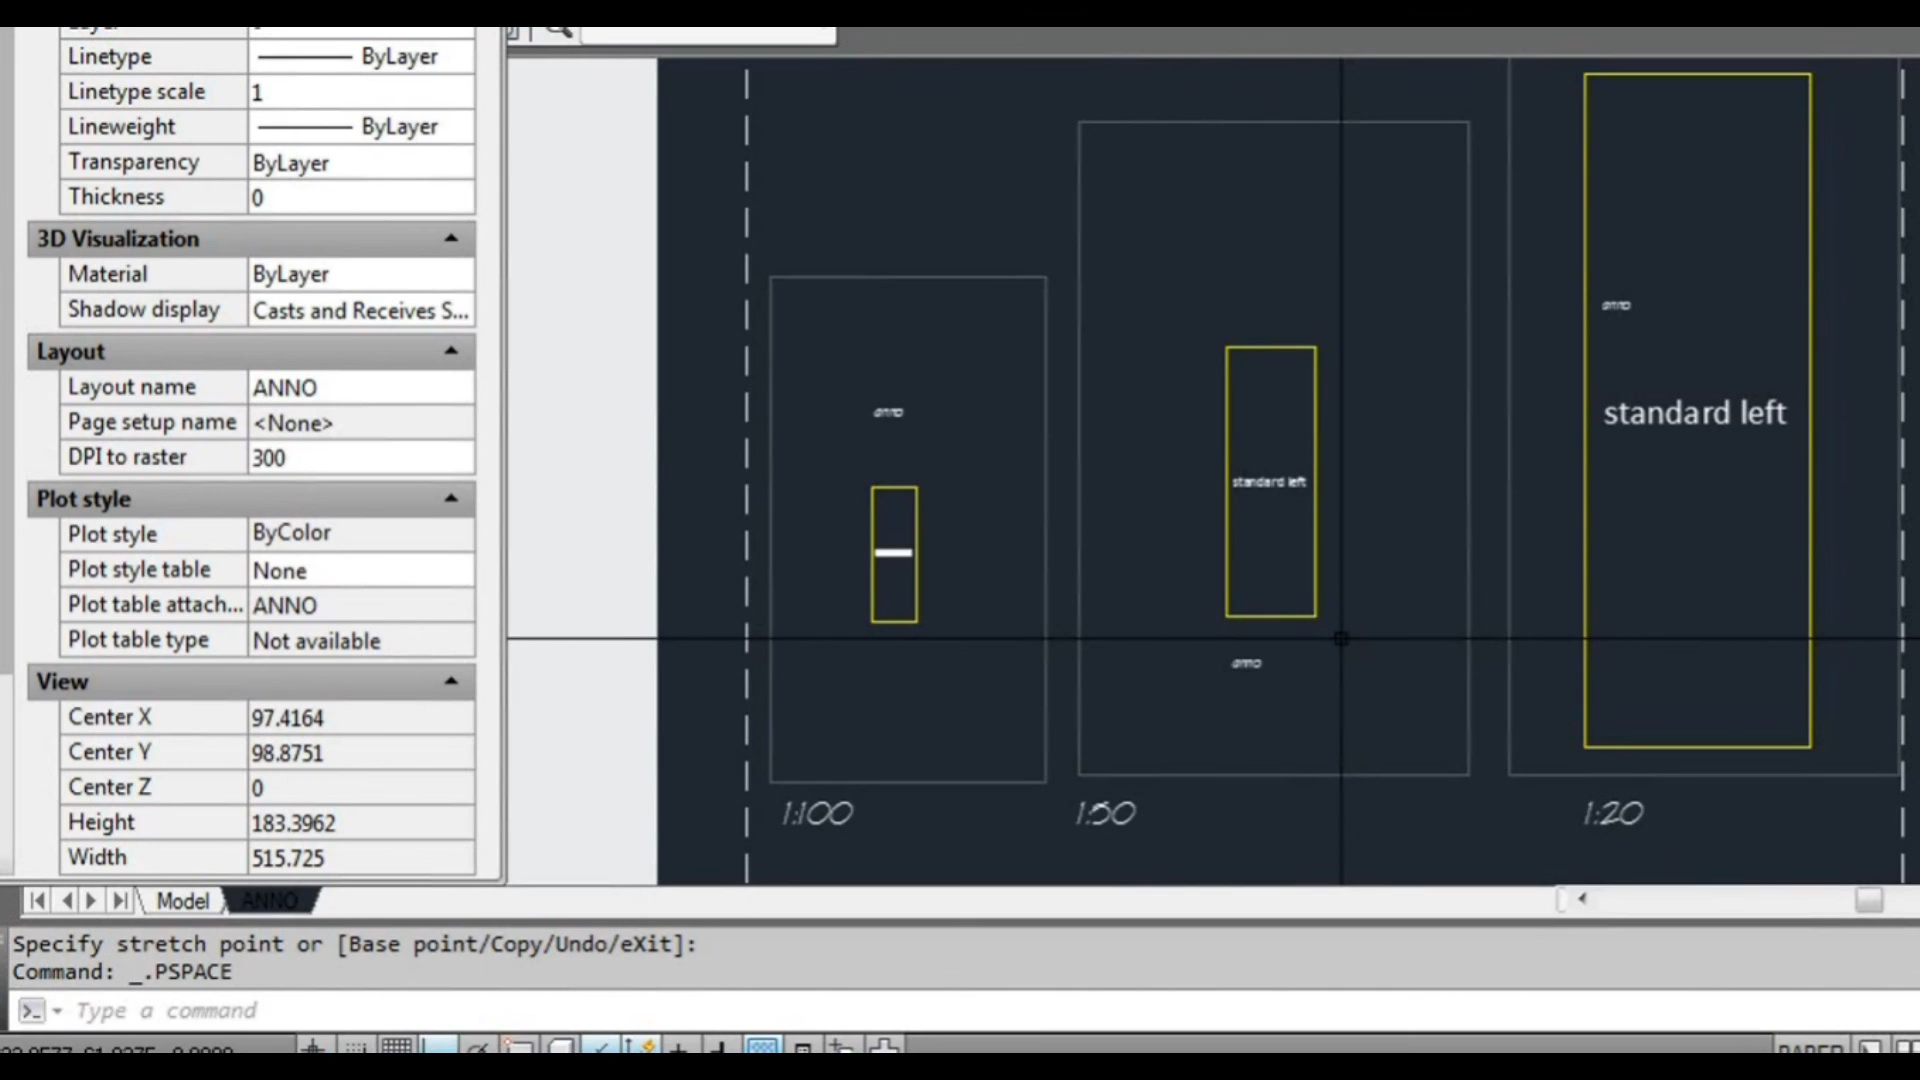 Linetype ByLayer
Linetype scale 1
Lineweight ByLayer
Transparency ByLayer
Thickness 0
3D Visualization
Material ByLayer
Shadow display Casts and Receives S...
Layout
Layout name ANNO
Page setup name <None>
DPI to raster 300
Plot style
Plot style ByColor
Plot style table None
Plot table attach... ANNO
Plot table type Not available
View
Center X 97.4164
Center Y 98.8751
Center Z 0
Height 183.3962
Width 515.725
anno
1:100
standard left
anno
1:50
anno
standard left
1:20
Model ANNO
Specify stretch point or [Base point/Copy/Undo/eXit]:
Command: _.PSPACE
Type a command